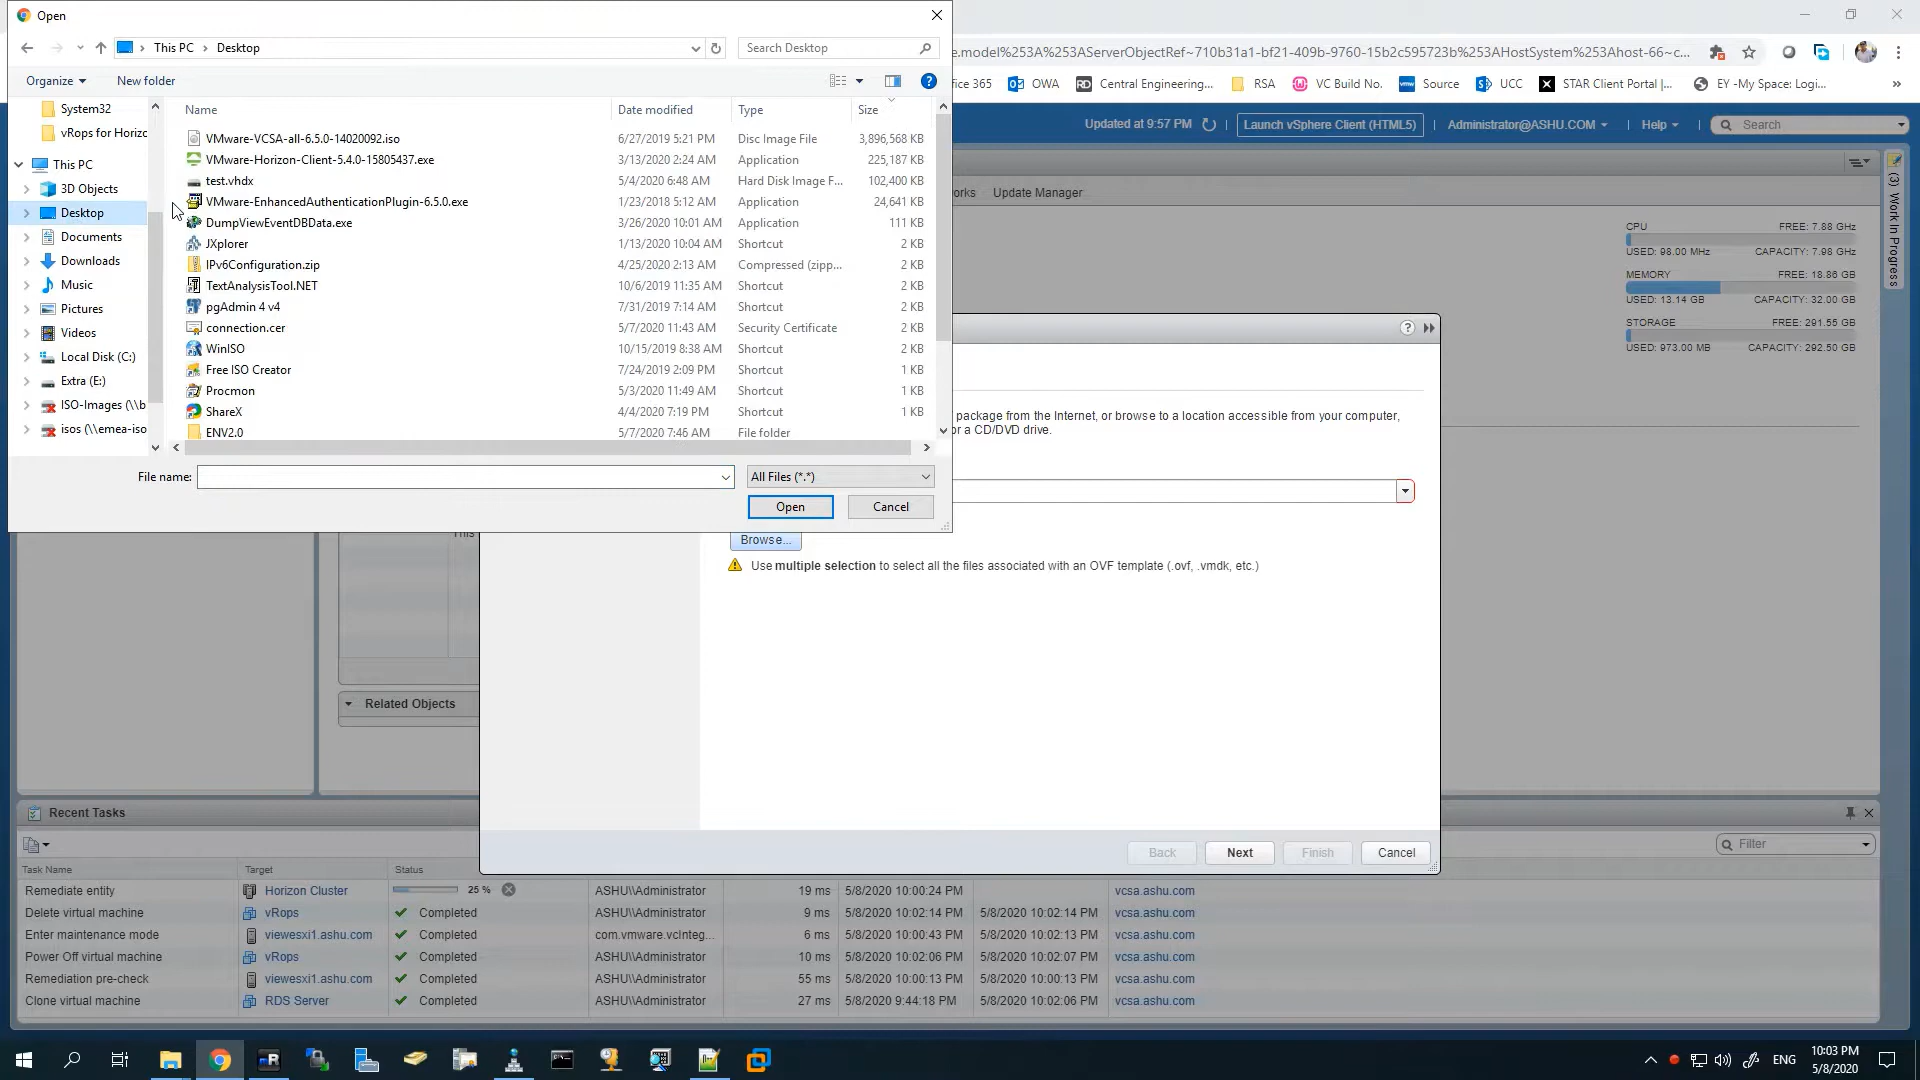 Open
This PC
Desktop
Search Desktop
Organize
New folder
System32
vRops for Horizo
This PC
3D Objects
Desktop
Documents
Downloads
Music
Pictures
Videos
Local Disk (C:)
Extra (E:)
ISO-Images (\\b
isos (\\emea-iso
Name Date modified Type Size
VMware-VCSA-all-6.5.0-14020092.iso 6/27/2019 5:21 PM Disc Image File 3,896,568 KB
VMware-Horizon-Client-5.4.0-15805437.exe 3/13/2020 2:24 AM Application 225,187 KB
test.vhdx 5/4/2020 6:48 AM Hard Disk Image F... 102,400 KB
VMware-EnhancedAuthenticationPlugin-6.5.0.exe 1/23/2018 5:12 AM Application 24,641 KB
DumpViewEventDBData.exe 3/26/2020 10:01 AM Application 111 KB
JXplorer 1/13/2020 10:04 AM Shortcut 2 KB
IPv6Configuration.zip 4/25/2020 2:13 AM Compressed (zipp... 2 KB
TextAnalysisTool.NET 10/6/2019 11:35 AM Shortcut 2 KB
pgAdmin 4 v4 7/31/2019 7:14 AM Shortcut 2 KB
connection.cer 5/7/2020 11:43 AM Security Certificate 2 KB
WinISO 10/15/2019 8:38 AM Shortcut 2 KB
Free ISO Creator 7/24/2019 2:09 PM Shortcut 1 KB
Procmon 5/3/2020 11:49 AM Shortcut 1 KB
ShareX 4/4/2020 7:19 PM Shortcut 1 KB
ENV2.0 5/7/2020 7:46 AM File folder
File name: All Files (*.*)
Open Cancel
e.model%253A%253AServerObjectRef~710b31a1-bf21-409b-9760-15b2c595723b%253AHostSystem%253Ahost-66~c...
ice 365 OWA Central Engineering... RSA VC Build No. Source UCC STAR Client Portal |... EY -My Space: Logi... »
Updated at 9:57 PM Launch vSphere Client (HTML5) Administrator@ASHU.COM Help Search
orks Update Manager
(3) Work In Progress
CPU FREE: 7.88 GHz
USED: 98.00 MHz CAPACITY: 7.98 GHz
MEMORY FREE: 18.86 GB
USED: 13.14 GB CAPACITY: 32.00 GB
STORAGE FREE: 291.55 GB
USED: 973.00 MB CAPACITY: 292.50 GB
package from the Internet, or browse to a location accessible from your computer,
or a CD/DVD drive.
This
Browse...
Use multiple selection to select all the files associated with an OVF template (.ovf, .vmdk, etc.)
Related Objects
Back Next Finish Cancel
Recent Tasks
Filter
Task Name Target Status
Remediate entity Horizon Cluster 25 % ASHU\\Administrator 19 ms 5/8/2020 10:00:24 PM vcsa.ashu.com
Delete virtual machine vRops Completed ASHU\\Administrator 9 ms 5/8/2020 10:02:14 PM 5/8/2020 10:02:14 PM vcsa.ashu.com
Enter maintenance mode viewesxi1.ashu.com Completed com.vmware.vcInteg... 6 ms 5/8/2020 10:00:43 PM 5/8/2020 10:02:13 PM vcsa.ashu.com
Power Off virtual machine vRops Completed ASHU\\Administrator 10 ms 5/8/2020 10:02:06 PM 5/8/2020 10:02:07 PM vcsa.ashu.com
Remediation pre-check viewesxi1.ashu.com Completed ASHU\\Administrator 55 ms 5/8/2020 10:00:13 PM 5/8/2020 10:00:13 PM vcsa.ashu.com
Clone virtual machine RDS Server Completed ASHU\\Administrator 27 ms 5/8/2020 9:44:18 PM 5/8/2020 10:02:06 PM vcsa.ashu.com
ENG 10:03 PM
5/8/2020